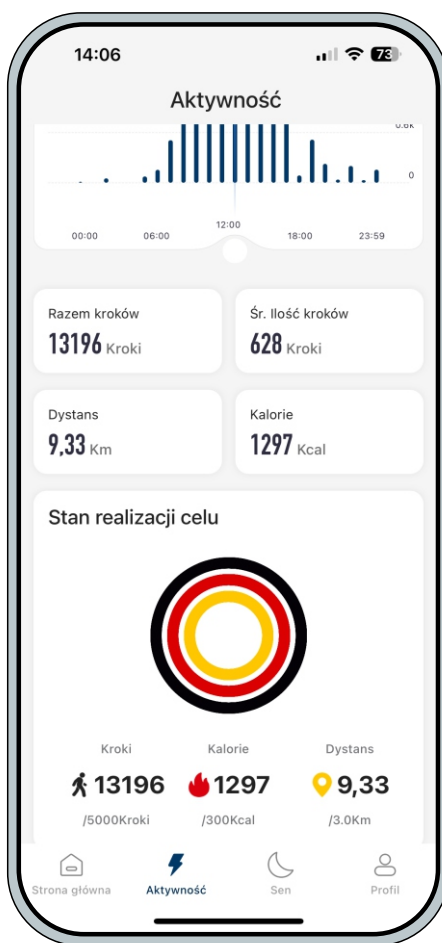 14:06
73
Aktywność
0.6k
0
00:00 06:00 12:00 18:00 23:59
Razem kroków
13196 Kroki
Śr. Ilość kroków
628 Kroki
Dystans
9,33 Km
Kalorie
1297 Kcal
Stan realizacji celu
Kroki Kalorie Dystans
13196 1297 9,33
/5000Kroki /300Kcal /3.0Km
Strona główna Aktywność Sen Profil